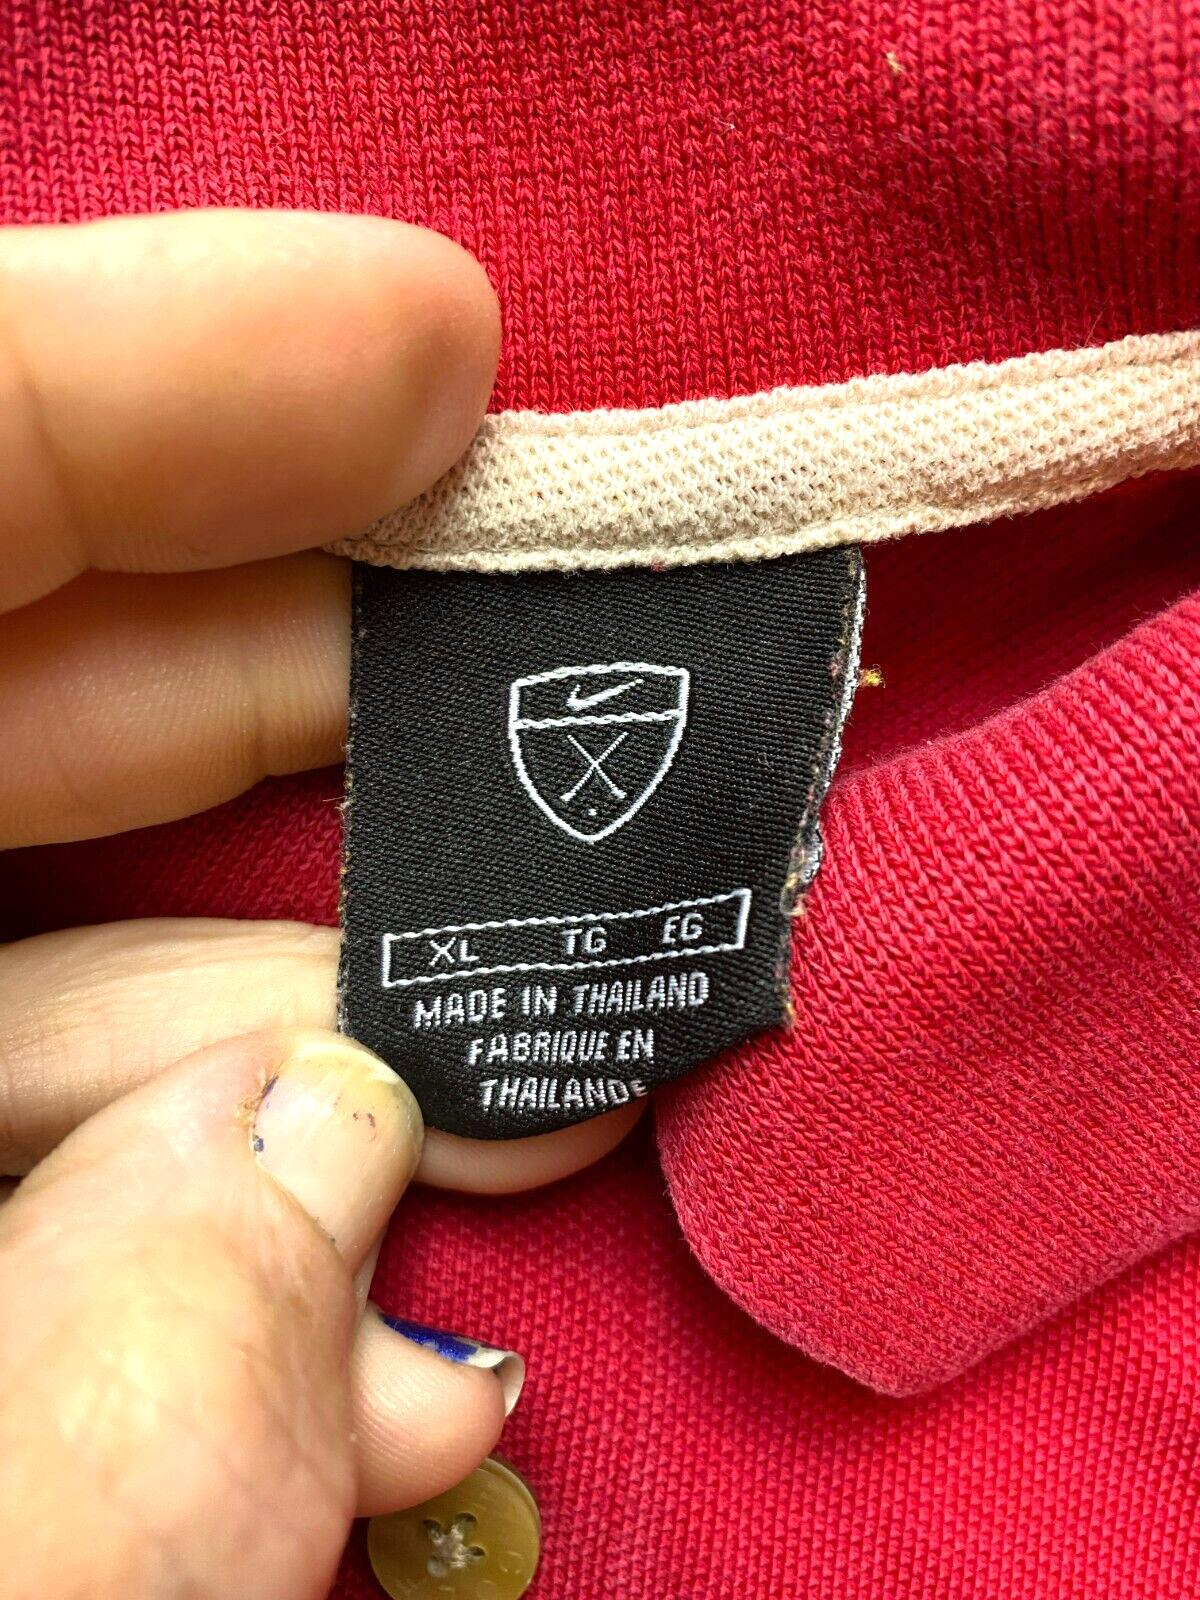 XL TG EG
MADE IN THAILAND
FABRIQUE EN
THAILANDE